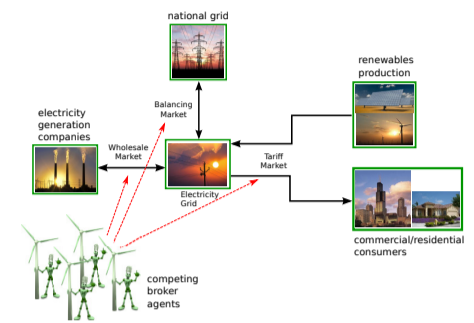 national grid
renewables
production
electricity
generation
companies
Balancing
Market
Wholesale
Market
Tariff
Market
Electricity
Grid
commercial/residential
consumers
competing
broker
agents